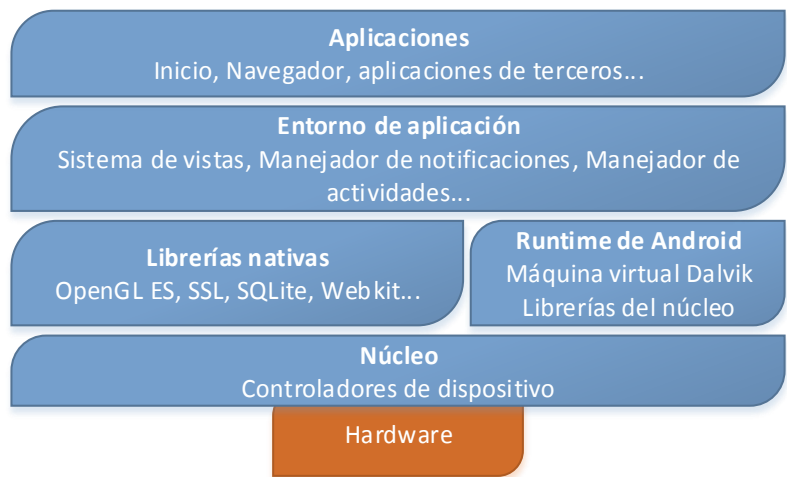 Aplicaciones
Inicio, Navegador, aplicaciones de terceros...
Entorno de aplicación
Sistema de vistas, Manejador de notificaciones, Manejador de
actividades...
Librerías nativas
OpenGL ES, SSL, SQLite, Webkit...
Runtime de Android
Máquina virtual Dalvik
Librerías del núcleo
Núcleo
Controladores de dispositivo
Hardware